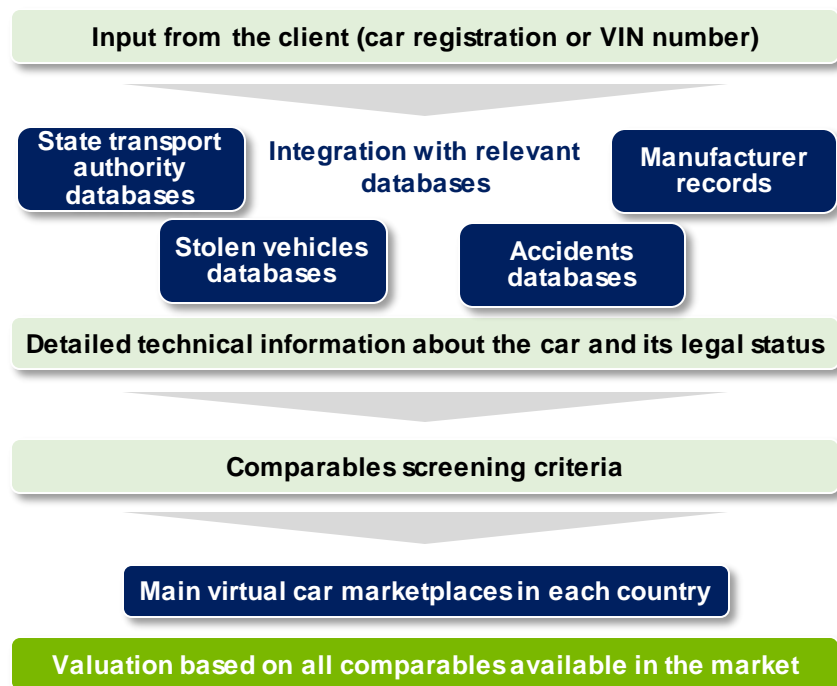 Input from the client (car registration or VIN number)
State transport
authority
databases
Integration with relevant
databases
Manufacturer
records
Stolen vehicles
databases
Accidents
databases
Detailed technical information about the car and its legal status
Comparables screening criteria
Main virtual car marketplaces in each country
Valuation based on all comparables available in the market